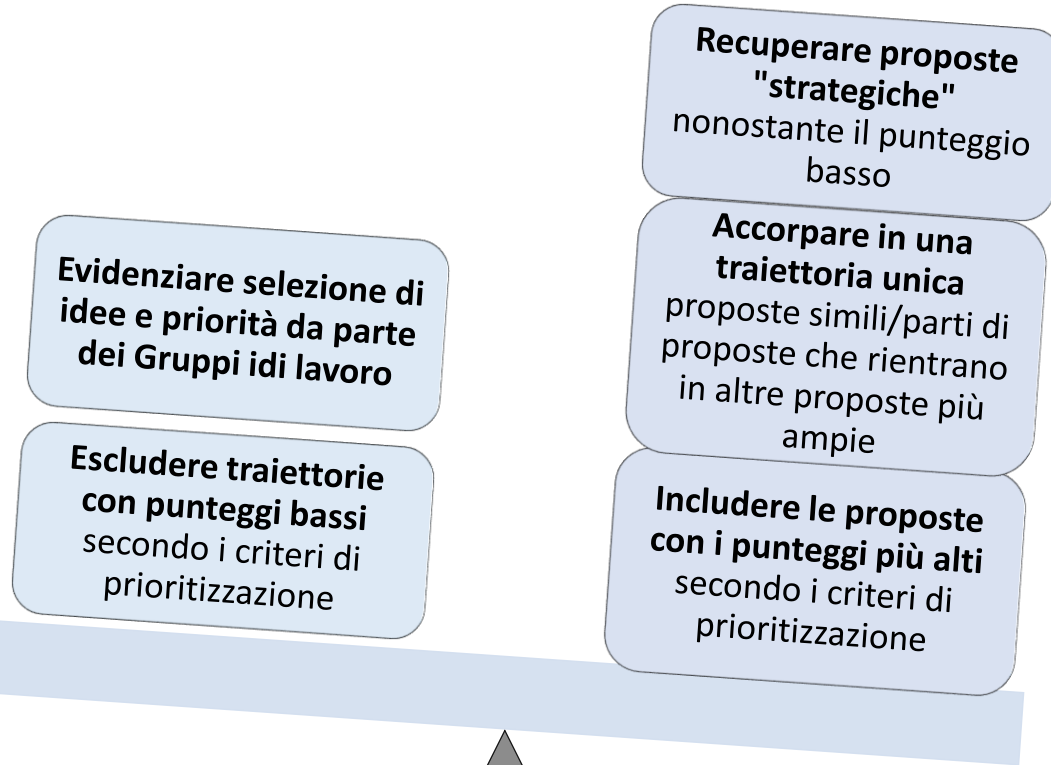 Evidenziare selezione di
idee e priorità da parte
dei Gruppi idi lavoro
Escludere traiettorie
con punteggi bassi
secondo i criteri di
prioritizzazione
Recuperare proposte
"strategiche"
nonostante il punteggio
basso
Accorpare in una
traiettoria unica
proposte simili/parti di
proposte che rientrano
in altre proposte più
ampie
Includere le proposte
con i punteggi più alti
secondo i criteri di
prioritizzazione